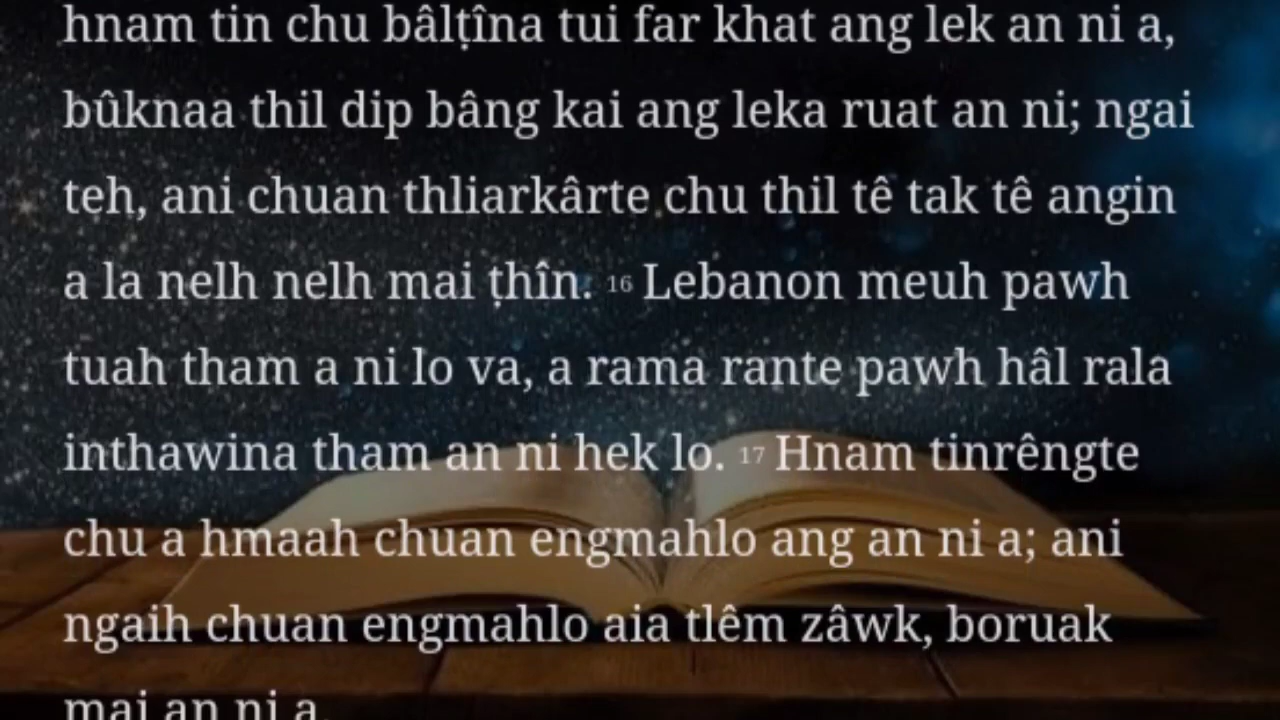 hnam tin chu bâlṭîna tui far khat ang lek an ni a,
bûknaa thil dip bâng kai ang leka ruat an ni; ngai
teh, ani chuan thliarkârte chu thil tê tak tê angin
a la nelh nelh mai ṭhîn. 16 Lebanon meuh pawh
tuah tham a ni lo va, a rama rante pawh hâl rala
inthawina tham an ni hek lo. 17 Hnam tinrêngte
chu a hmaah chuan engmahlo ang an ni a; ani
ngaih chuan engmahlo aia tlêm zâwk, boruak
mai an ni a.